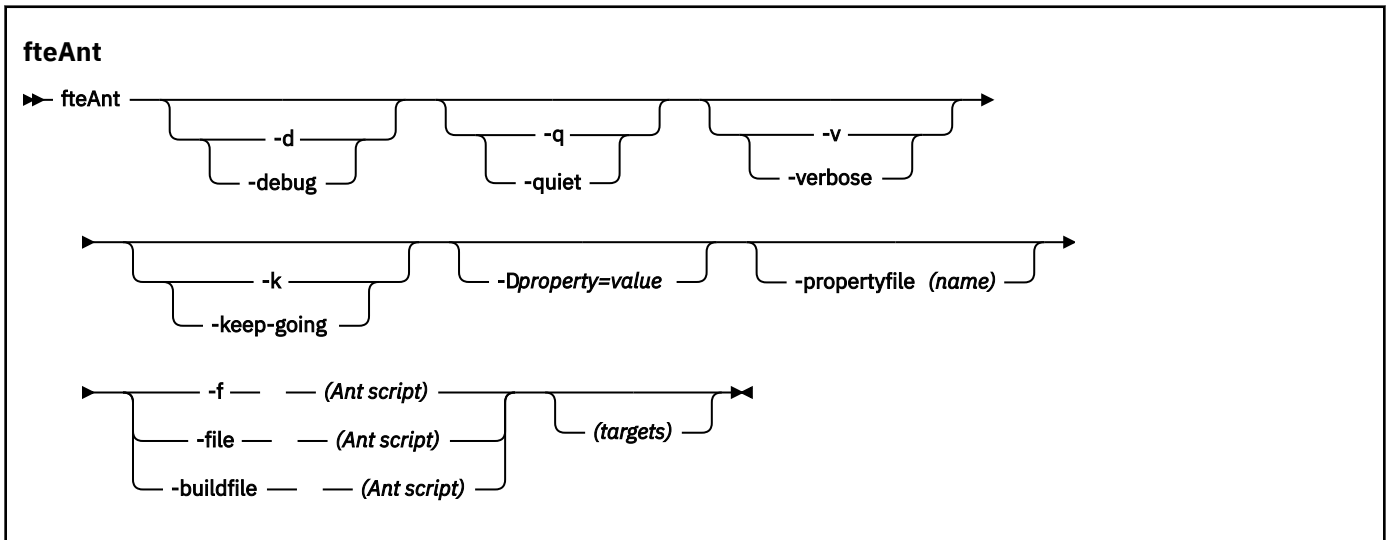 fteAnt
fteAnt
-d -q -v
-debug -quiet -verbose
-k -Dproperty=value -propertyfile (name)
-keep-going
-f (Ant script)
-file (Ant script) (targets)
-buildfile (Ant script)